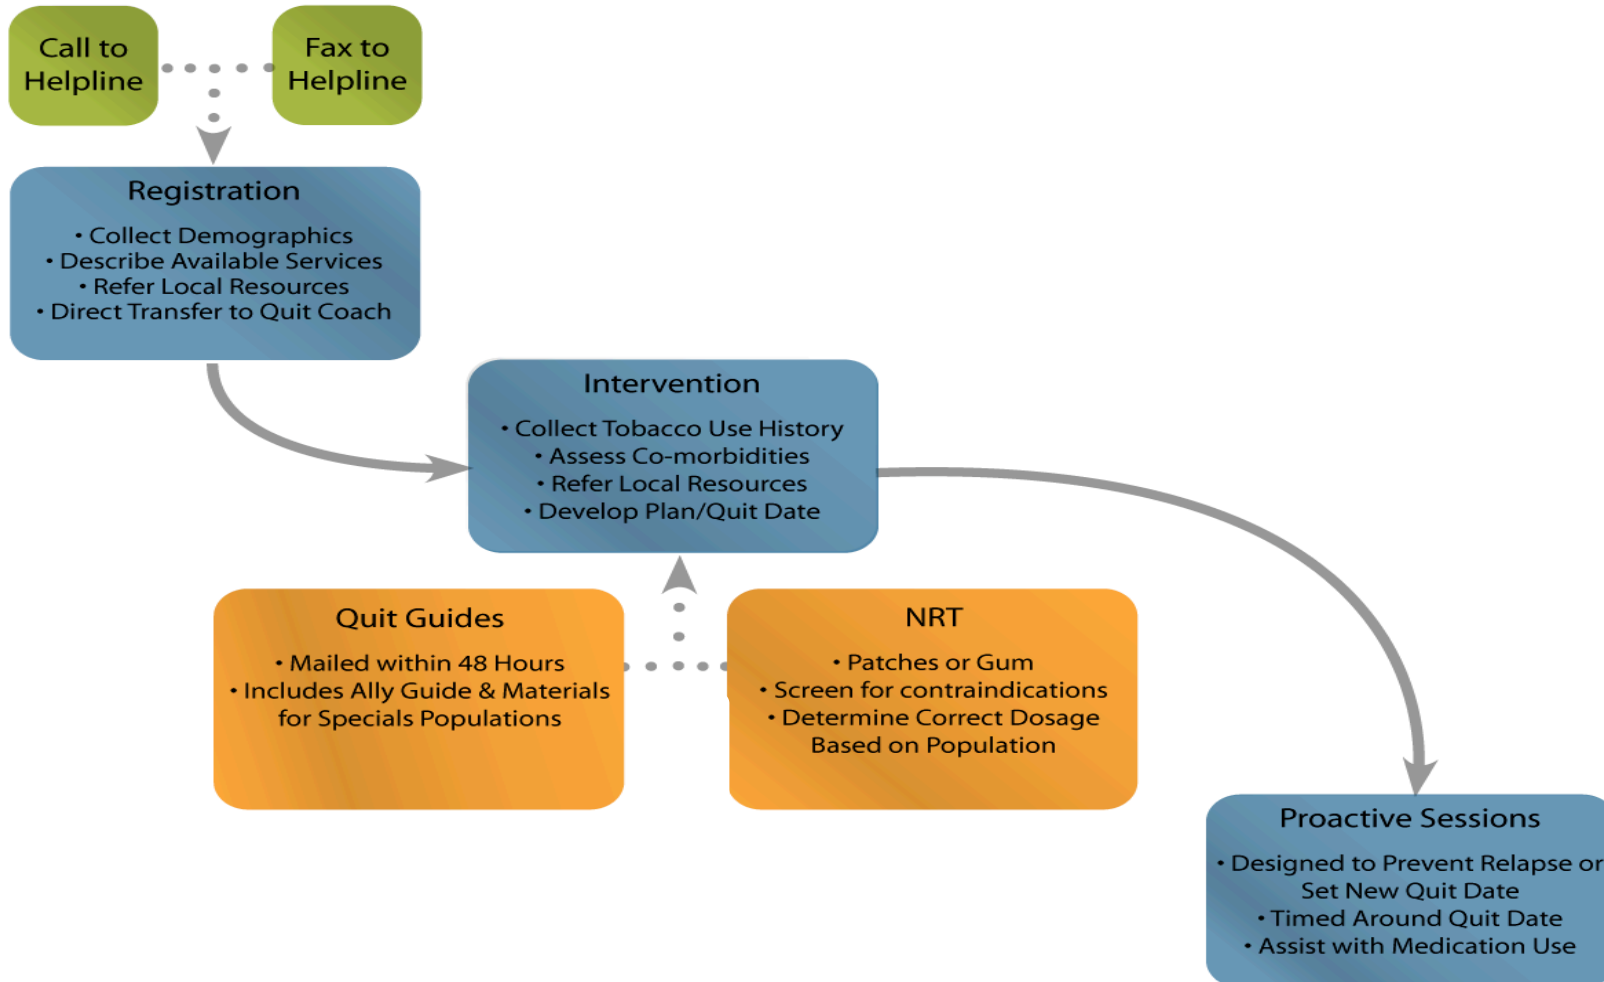 Call to
Helpline
Fax to
Helpline
Registration
• Collect Demographics
• Describe Available Services
• Refer Local Resources
• Direct Transfer to Quit Coach
Intervention
• Collect Tobacco Use History
• Assess Co-morbidities
• Refer Local Resources
• Develop Plan/Quit Date
Quit Guides
• Mailed within 48 Hours
• Includes Ally Guide & Materials
for Specials Populations
NRT
• Patches or Gum
• Screen for contraindications
• Determine Correct Dosage
Based on Population
Proactive Sessions
• Designed to Prevent Relapse or
Set New Quit Date
• Timed Around Quit Date
• Assist with Medication Use